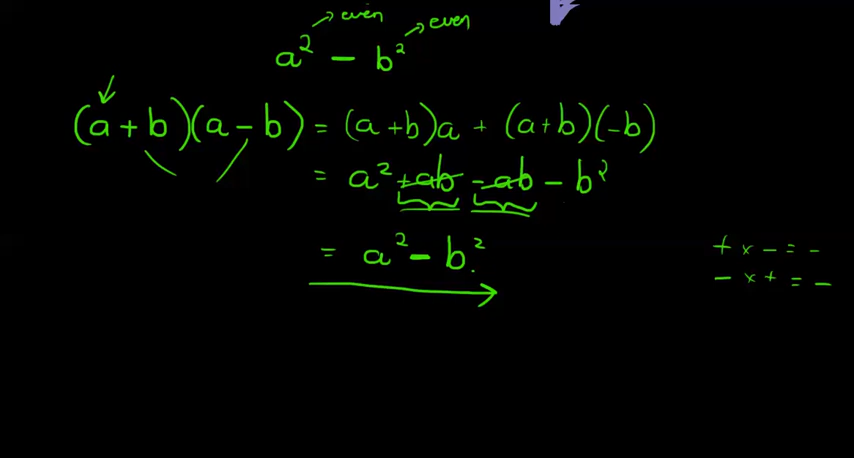 even
even
a² − b²
(a + b)(a − b) = (a + b)a + (a + b)(−b)
= a² + ab − ab − b²
= a² − b²
+ × − = −
− × + = −